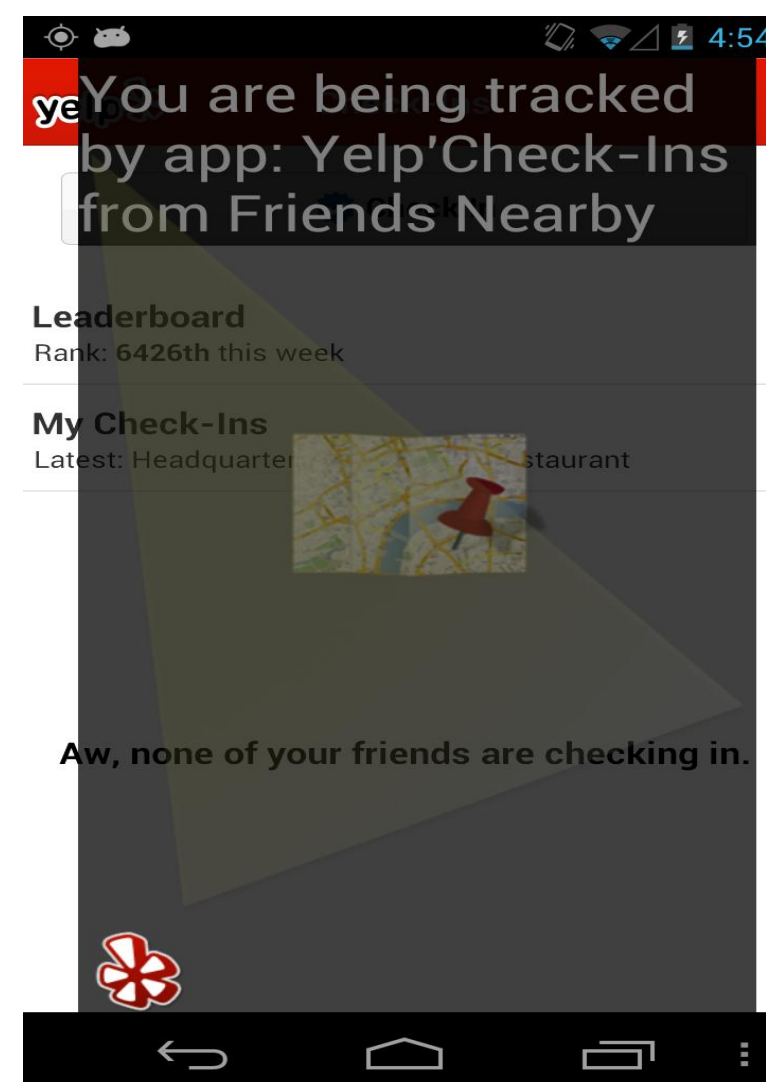 4:54
yelp
You are being tracked
by app: Yelp'Check-Ins
from Friends Nearby
Leaderboard
Rank: 6426th this week
My Check-Ins
Latest: Headquarter staurant
Aw, none of your friends are checking in.